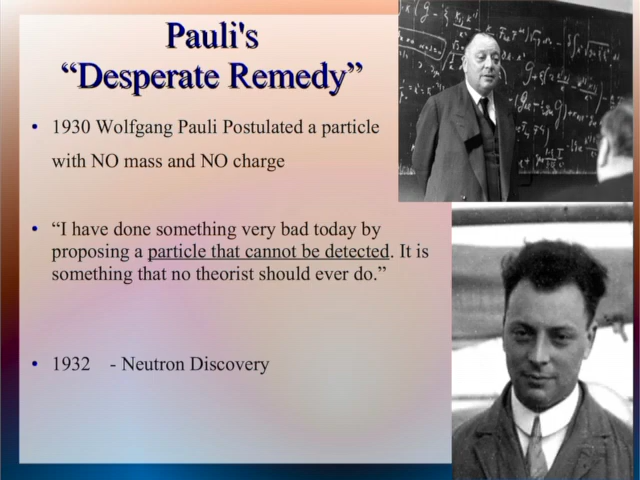 Pauli's
“Desperate Remedy”
• 1930 Wolfgang Pauli Postulated a particle
with NO mass and NO charge
• “I have done something very bad today by
proposing a particle that cannot be detected. It is
something that no theorist should ever do.”
• 1932 - Neutron Discovery